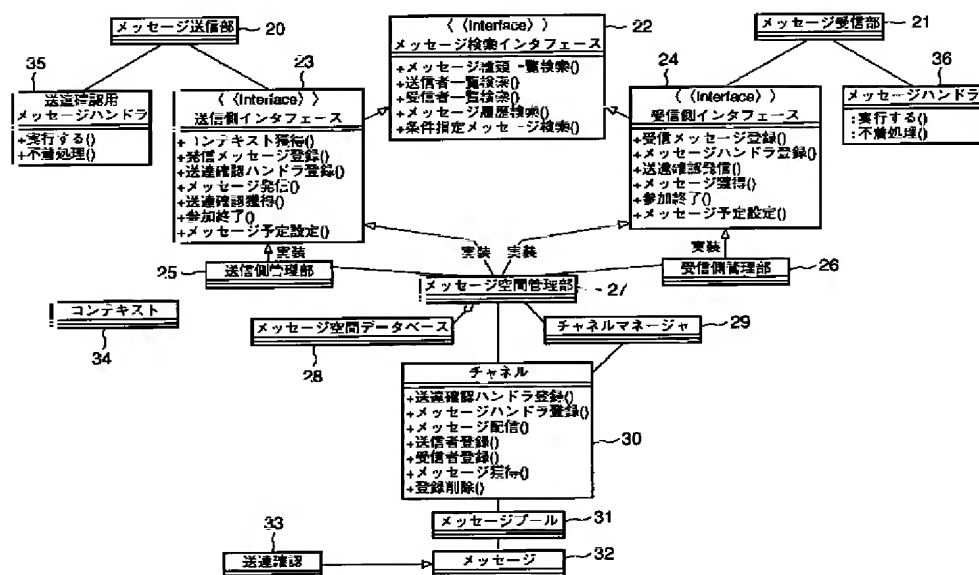 メッセージ送信部
20
《Interface》
メッセージ検索インタフェース
22
+メッセージ種類一覧検索()
+送信者一覧検索()
+受信者一覧検索()
+メッセージ履歴検索()
+条件指定メッセージ検索()
メッセージ受信部
21
35
送達確認用
メッセージハンドラ
+実行する()
+不着処理()
23
《Interface》
送信側インタフェース
+コンテキスト獲得()
+発信メッセージ登録()
+送達確認ハンドラ登録()
+メッセージ発信()
+送達確認獲得()
+参加終了()
+メッセージ予定設定()
24
《Interface》
受信側インタフェース
+受信メッセージ登録()
+メッセージハンドラ登録()
+送達確認発信()
+メッセージ獲得()
+参加終了()
+メッセージ予定設定()
36
メッセージハンドラ
:実行する()
:不着処理()
実装
実装
実装
実装
25
送信側管理部
受信側管理部
26
メッセージ空間管理部
27
コンテキスト
34
メッセージ空間データベース
28
チャネルマネージャ
29
チャネル
+送達確認ハンドラ登録()
+メッセージハンドラ登録()
+メッセージ配信()
+送信者登録()
+受信者登録()
+メッセージ獲得()
+登録削除()
30
メッセージプール
31
33
送達確認
メッセージ
32